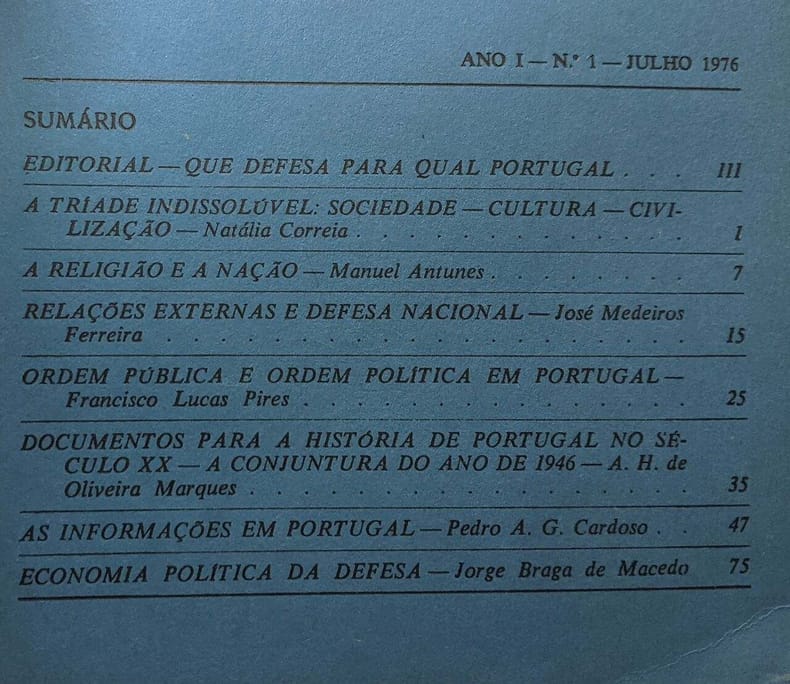 ANO I — N.º 1 — JULHO 1976
SUMÁRIO
EDITORIAL — QUE DEFESA PARA QUAL PORTUGAL . . . III
A TRÍADE INDISSOLÚVEL: SOCIEDADE — CULTURA — CIVI-
LIZAÇÃO — Natália Correia . . . . . . . . . . . . . 1
A RELIGIÃO E A NAÇÃO — Manuel Antunes . . . . . . . 7
RELAÇÕES EXTERNAS E DEFESA NACIONAL — José Medeiros
Ferreira . . . . . . . . . . . . . . . . . . . . 15
ORDEM PÚBLICA E ORDEM POLÍTICA EM PORTUGAL —
Francisco Lucas Pires . . . . . . . . . . . . . . . 25
DOCUMENTOS PARA A HISTÓRIA DE PORTUGAL NO SÉ-
CULO XX — A CONJUNTURA DO ANO DE 1946 — A. H. de
Oliveira Marques . . . . . . . . . . . . . . . . . 35
AS INFORMAÇÕES EM PORTUGAL — Pedro A. G. Cardoso . . 47
ECONOMIA POLÍTICA DA DEFESA — Jorge Braga de Macedo 75